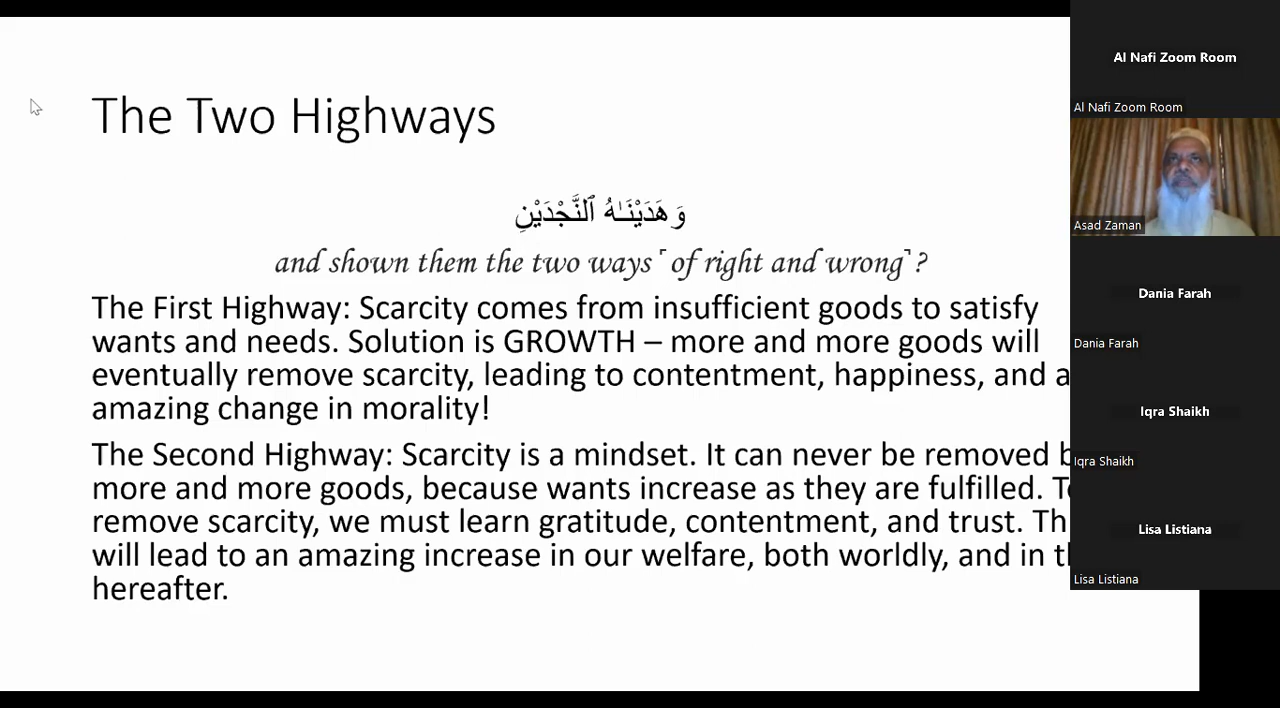 The Two Highways
وَهَدَيْنَـٰهُ ٱلنَّجْدَيْنِ
and shown them the two ways ⸢of right and wrong⸣?
The First Highway: Scarcity comes from insufficient goods to satisfy
wants and needs. Solution is GROWTH – more and more goods will
eventually remove scarcity, leading to contentment, happiness, and a
amazing change in morality!
The Second Highway: Scarcity is a mindset. It can never be removed
more and more goods, because wants increase as they are fulfilled.
remove scarcity, we must learn gratitude, contentment, and trust.
will lead to an amazing increase in our welfare, both worldly, and in
hereafter.
Al Nafi Zoom Room
Al Nafi Zoom Room
Asad Zaman
Dania Farah
Dania Farah
Iqra Shaikh
Iqra Shaikh
Lisa Listiana
Lisa Listiana